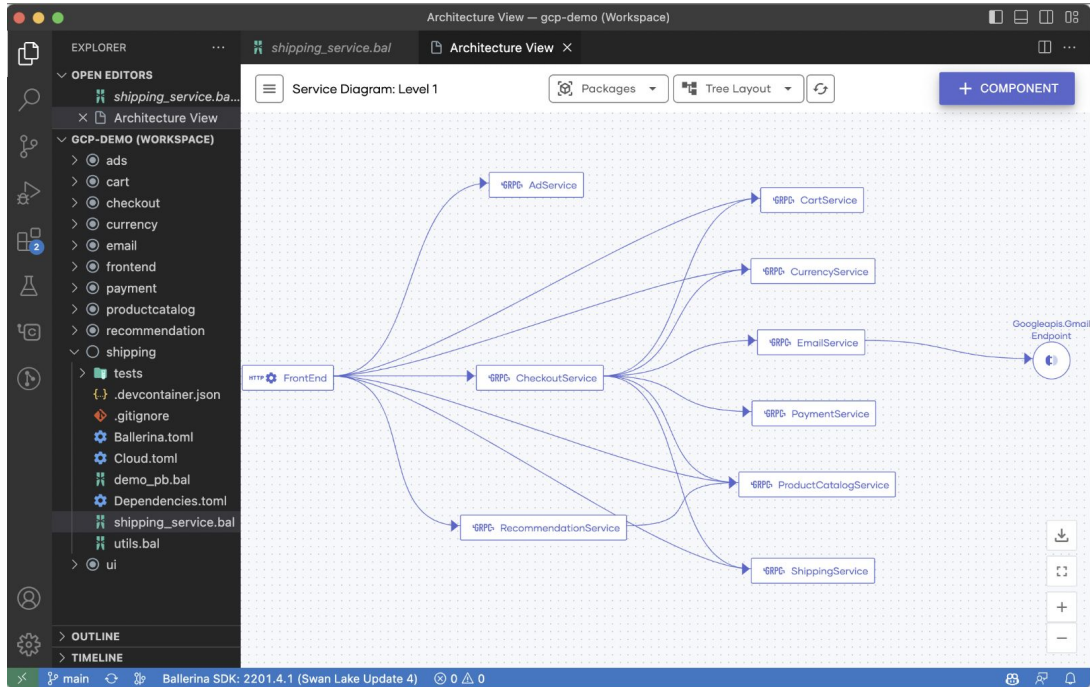 Architecture View — gcp-demo (Workspace)
EXPLORER
shipping_service.bal
Architecture View
OPEN EDITORS
shipping_service.ba...
Architecture View
GCP-DEMO (WORKSPACE)
ads
cart
checkout
currency
email
frontend
payment
productcatalog
recommendation
shipping
tests
{..} .devcontainer.json
.gitignore
Ballerina.toml
Cloud.toml
demo_pb.bal
Dependencies.toml
shipping_service.bal
utils.bal
ui
OUTLINE
TIMELINE
2
Service Diagram: Level 1
Packages
Tree Layout
+ COMPONENT
GRPC AdService
GRPC CartService
GRPC CurrencyService
GRPC EmailService
Googleapis.Gmail
Endpoint
HTTP FrontEnd
GRPC CheckoutService
GRPC PaymentService
GRPC ProductCatalogService
GRPC RecommendationService
GRPC ShippingService
main
Ballerina SDK: 2201.4.1 (Swan Lake Update 4)
0
0